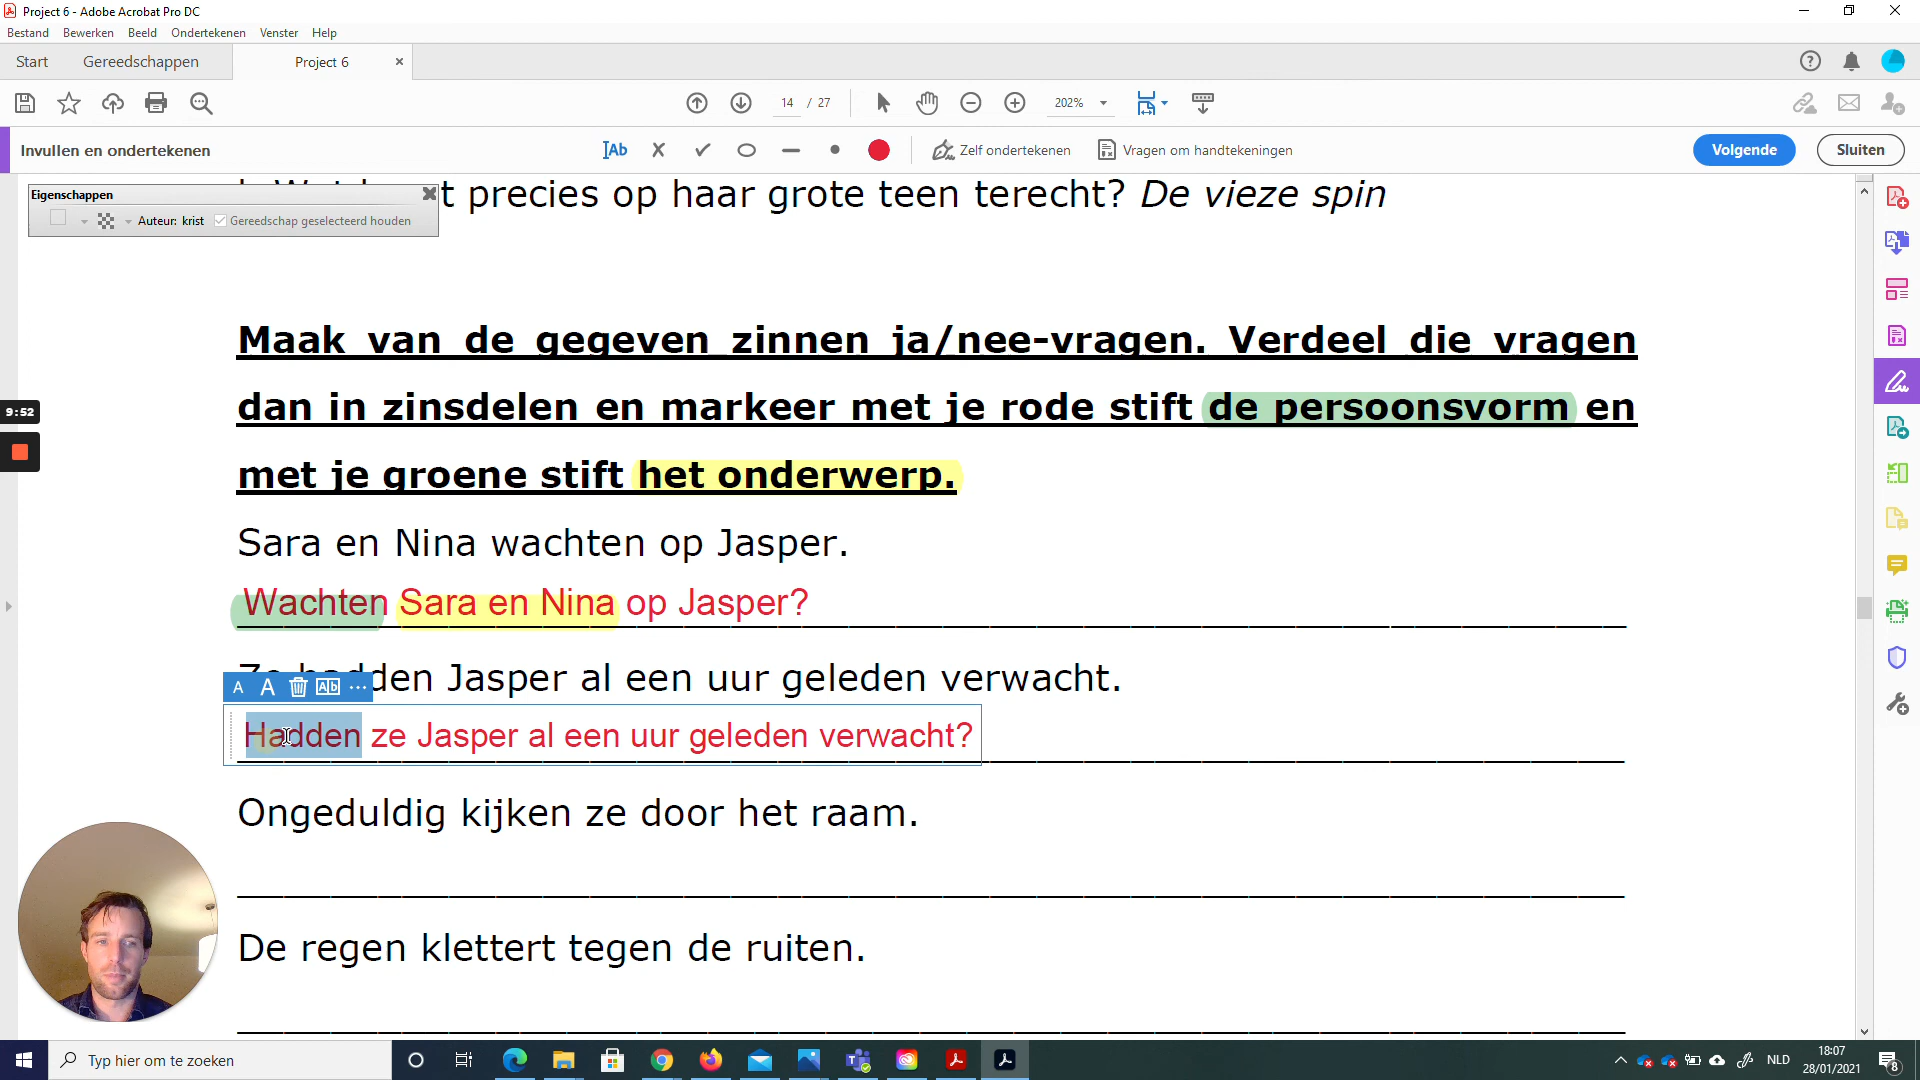 Project 6 - Adobe Acrobat Pro DC
Bestand Bewerken Beeld Ondertekenen Venster Help
Start Gereedschappen Project 6
14 / 27 202%
Invullen en ondertekenen Ab Zelf ondertekenen Vragen om handtekeningen Volgende Sluiten
Eigenschappen
Auteur: krist Gereedschap geselecteerd houden
t precies op haar grote teen terecht? De vieze spin
Maak van de gegeven zinnen ja/nee-vragen. Verdeel die vragen
dan in zinsdelen en markeer met je rode stift de persoonsvorm en
9:52
met je groene stift het onderwerp.
Sara en Nina wachten op Jasper.
Wachten Sara en Nina op Jasper?
Ze hadden Jasper al een uur geleden verwacht.
A A Ab
Hadden ze Jasper al een uur geleden verwacht?
Ongeduldig kijken ze door het raam.
De regen klettert tegen de ruiten.
Typ hier om te zoeken
NLD
18:07
28/01/2021
8